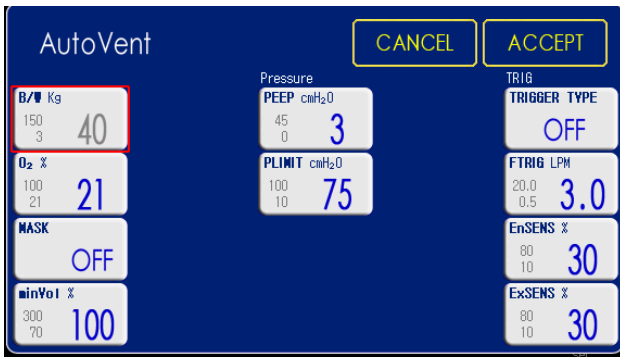 AutoVent CANCEL ACCEPT
Pressure TRIG
B/W Kg PEEP cmH₂O TRIGGER TYPE
150 45
3 40 0 3 OFF
O₂ % PLIMIT cmH₂O FTRIG LPM
100 100 20.0
21 21 10 75 0.5 3.0
MASK EnSENS %
OFF 80
10 30
minVol % ExSENS %
300 80
70 100 10 30